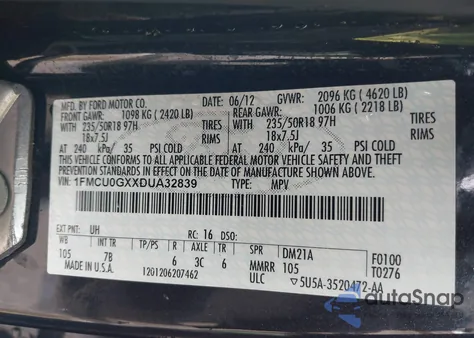 MFD. BY FORD MOTOR CO.
06/12 GVWR: 2096 KG ( 4620 LB)
FRONT GAWR: 1098 KG ( 2420 LB) REAR GAWR: 1006 KG ( 2218 LB)
WITH 235/50R18 97H TIRES WITH 235/50R18 97H TIRES
18x7.5J RIMS 18x7.5J RIMS
AT 240 kPa/ 35 PSI COLD AT 240 kPa/ 35 PSI COLD
THIS VEHICLE CONFORMS TO ALL APPLICABLE FEDERAL MOTOR VEHICLE SAFETY AND BUMPER
STANDARDS IN EFFECT ON THE DATE OF MANUFACTURE SHOWN ABOVE.
VIN: 1FMCU0GXXDUA32839 TYPE: MPV
EXT PNT: UH RC: 16 DSO:
WB INT TR TP/PS R AXLE TR SPR DM21A F0100
105 7B 6 3C 6 MMRR 105 T0276
MADE IN U.S.A. 1201206207462 ULC 5U5A-3520472-AA
autoSnap